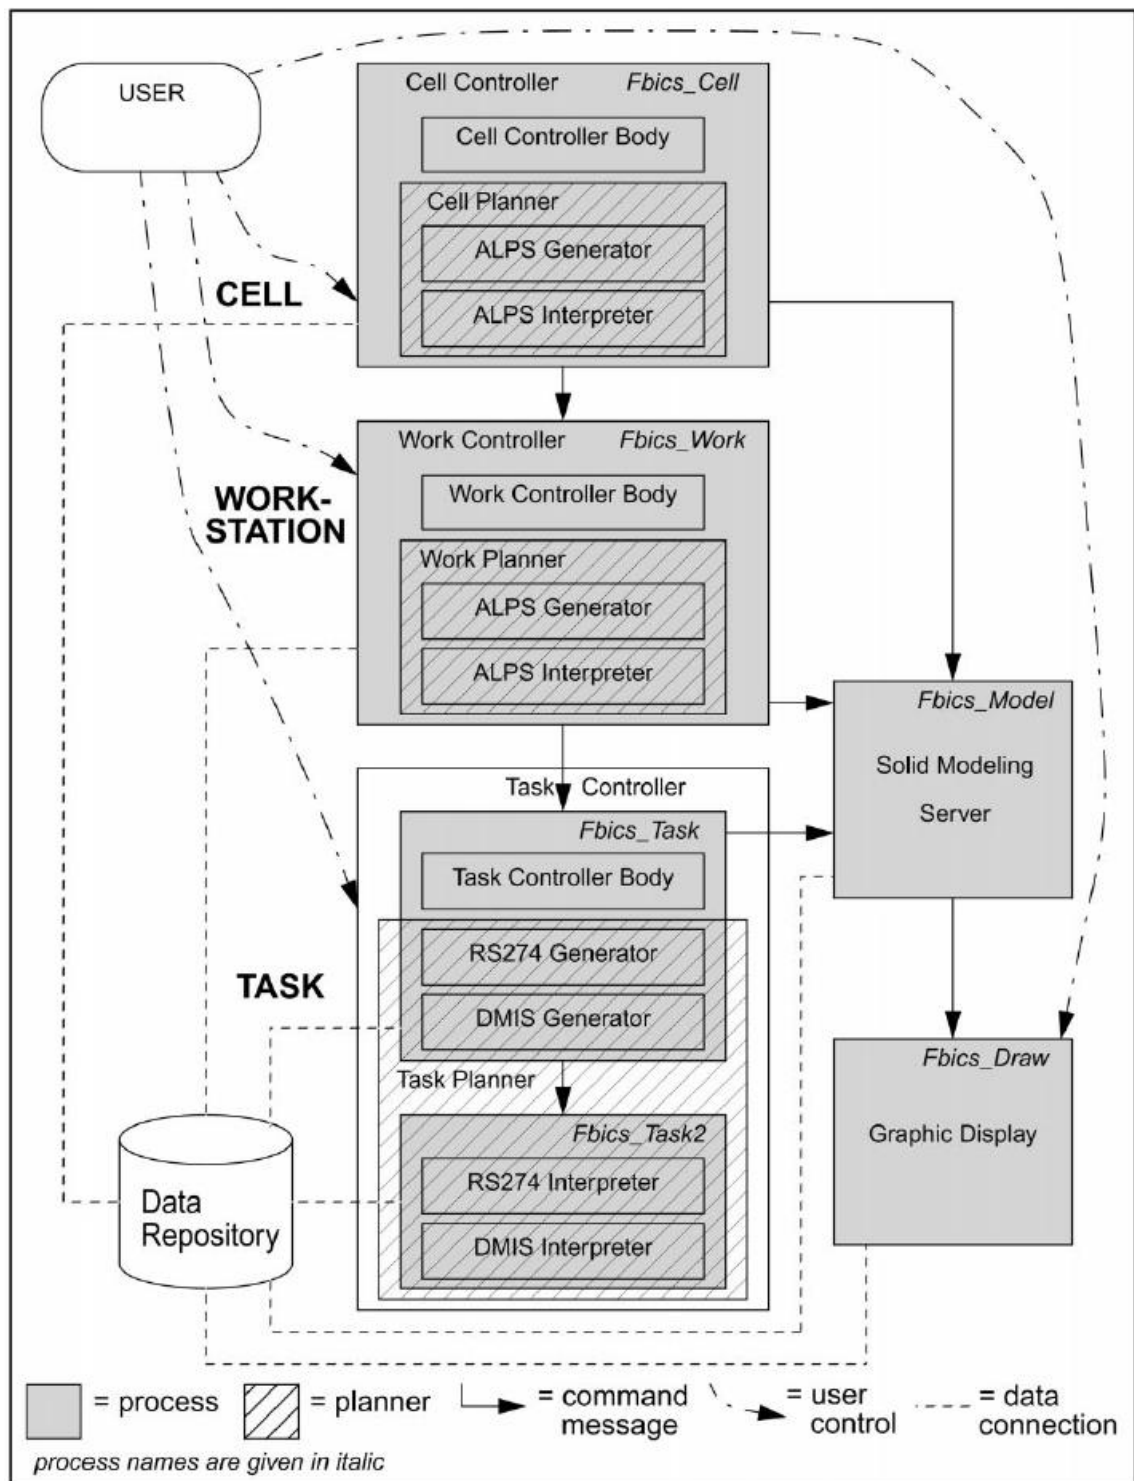 USER
Cell Controller Fbics_Cell
Cell Controller Body
Cell Planner
ALPS Generator
ALPS Interpreter
CELL
Work Controller Fbics_Work
Work Controller Body
Work Planner
ALPS Generator
ALPS Interpreter
WORK-
STATION
Fbics_Model
Solid Modeling
Server
Task Controller
Fbics_Task
Task Controller Body
RS274 Generator
DMIS Generator
TASK
Task Planner
Fbics_Task2
RS274 Interpreter
DMIS Interpreter
Fbics_Draw
Graphic Display
Data
Repository
= process
= planner
= command
message
= user
control
= data
connection
process names are given in italic